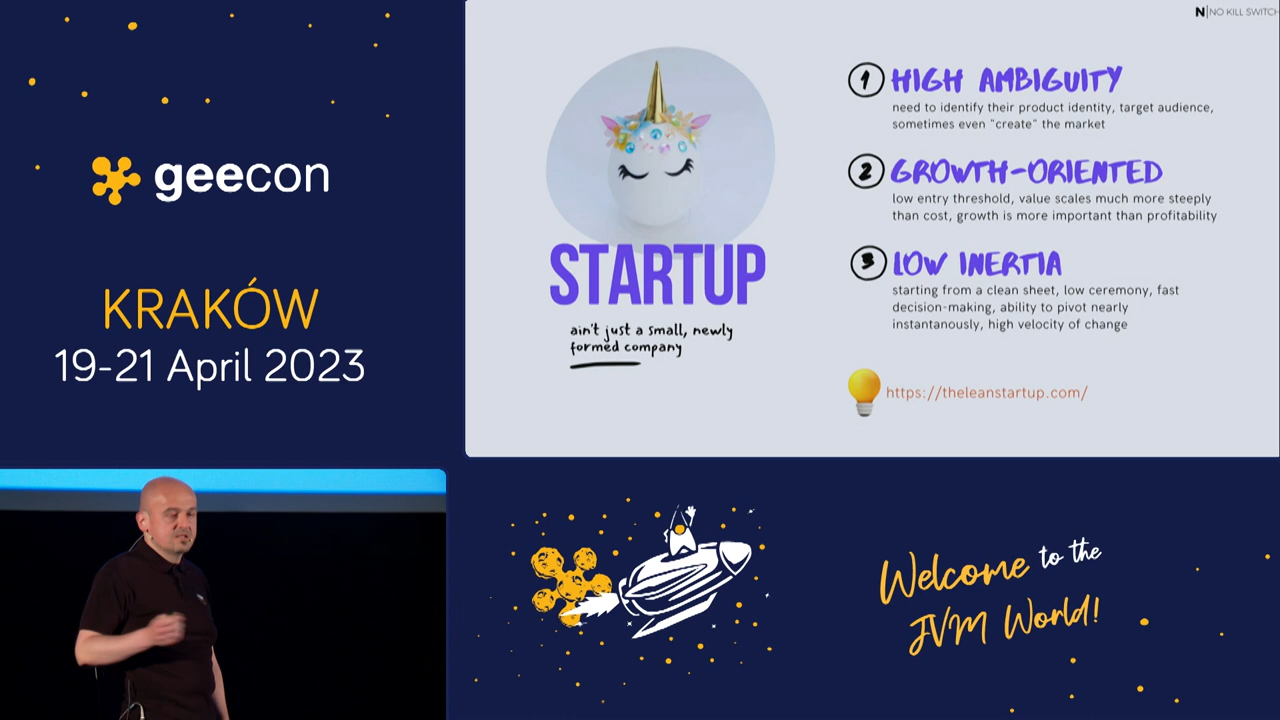 geecon
KRAKÓW
19-21 April 2023
N|NO KILL SWITCH
STARTUP
ain't just a small, newly
formed company
1 HIGH AMBIGUITY
need to identify their product identity, target audience,
sometimes even "create" the market
2 GROWTH-ORIENTED
low entry threshold, value scales much more steeply
than cost, growth is more important than profitability
3 LOW INERTIA
starting from a clean sheet, low ceremony, fast
decision-making, ability to pivot nearly
instantanously, high velocity of change
https://theleanstartup.com/
Welcome to the
JVM World!